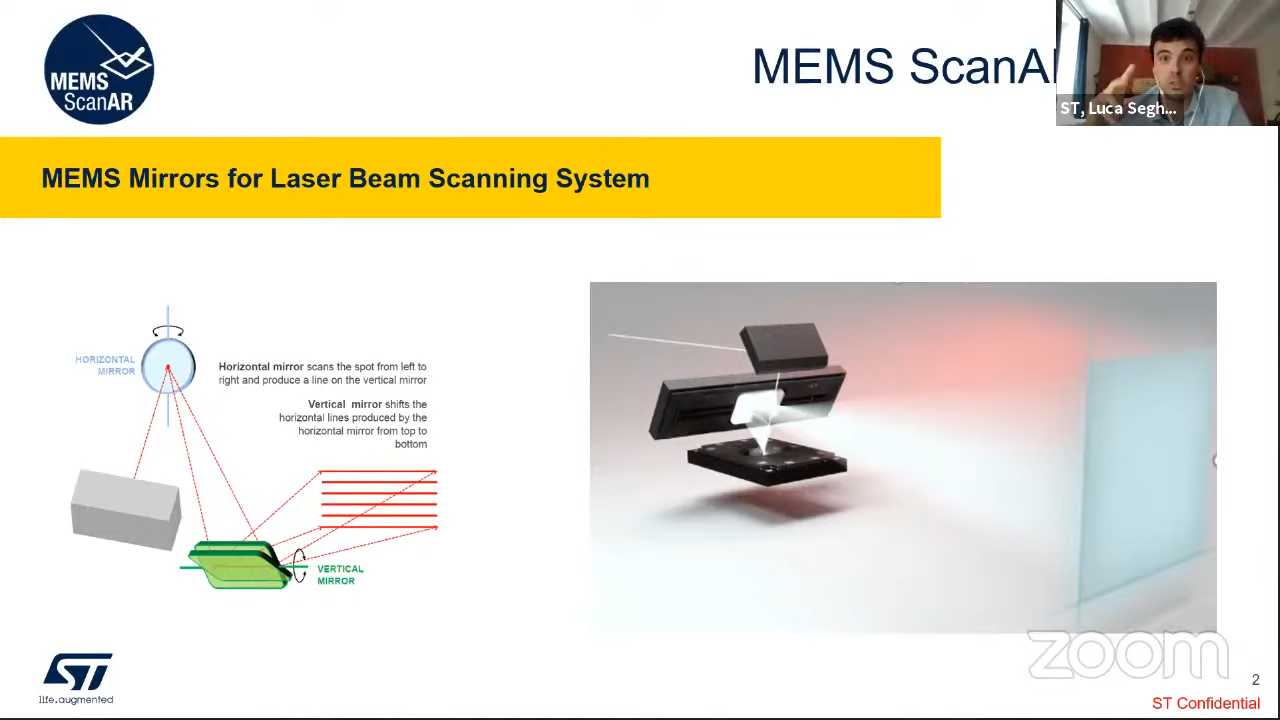 MEMS
ScanAR
MEMS ScanAR
ST, Luca Segh...
MEMS Mirrors for Laser Beam Scanning System
HORIZONTAL
MIRROR
Horizontal mirror scans the spot from left to
right and produce a line on the vertical mirror
Vertical mirror shifts the
horizontal lines produced by the
horizontal mirror from top to
bottom
VERTICAL
MIRROR
ST
life.augmented
zoom
2
ST Confidential